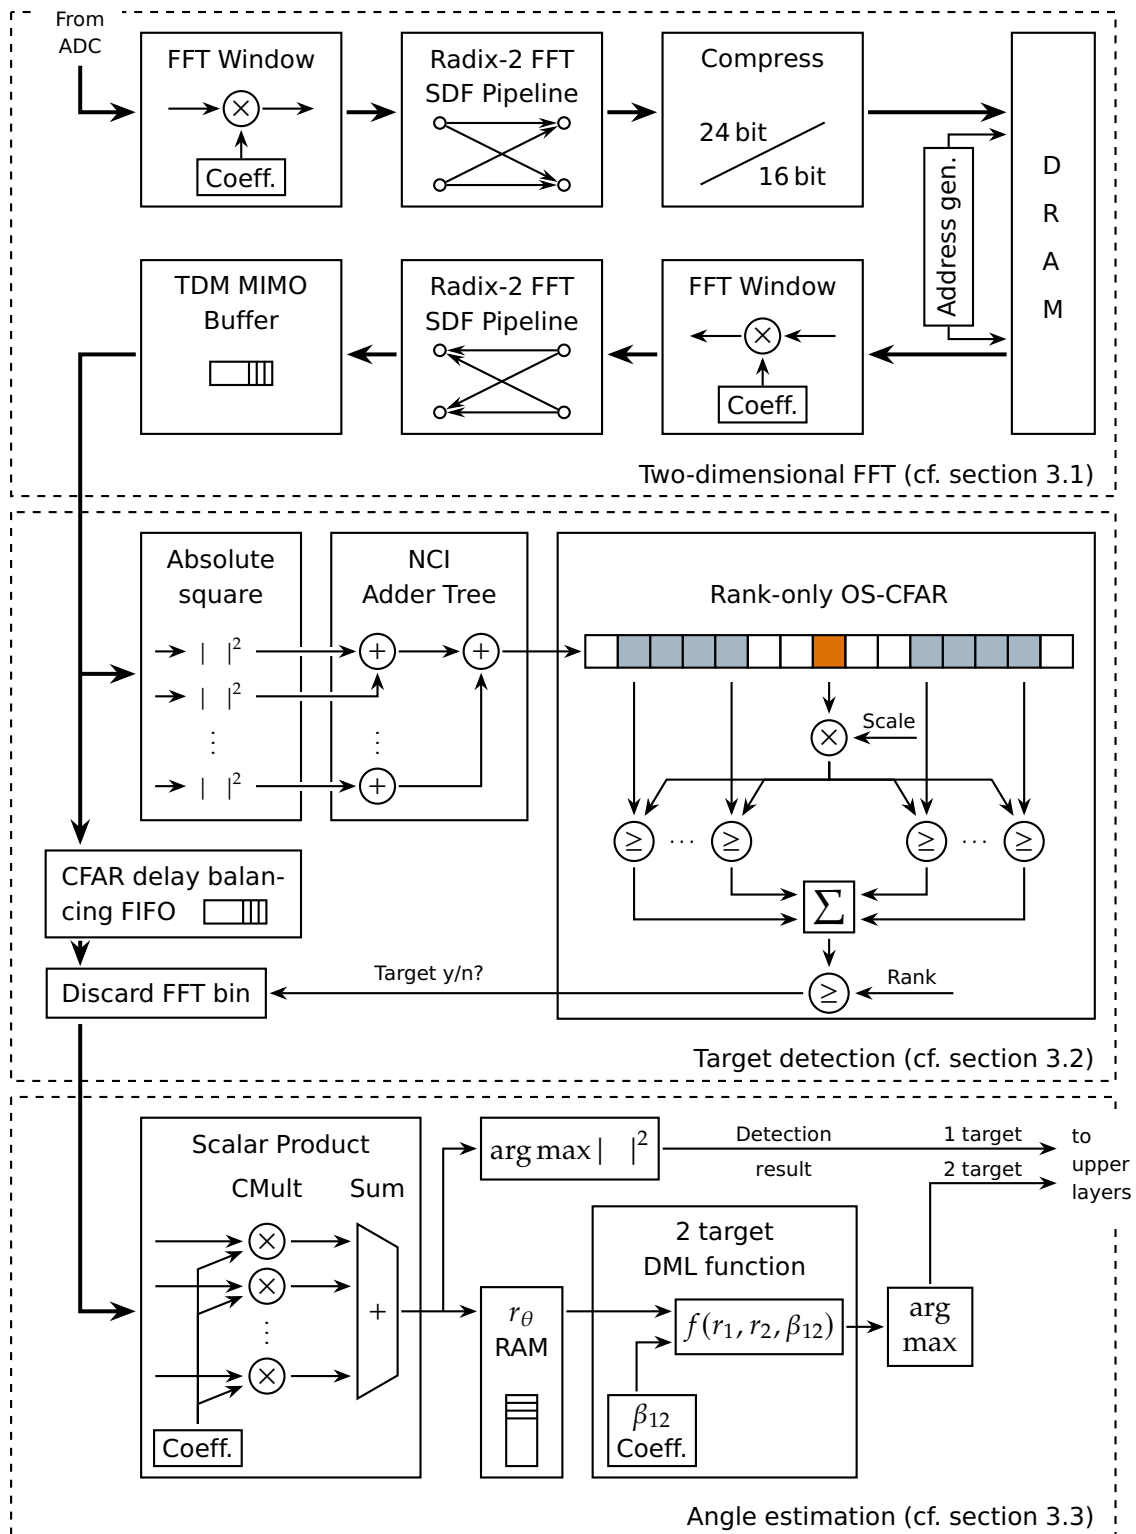 From
ADC
FFT Window
×
Coeff.
Radix-2 FFT
SDF Pipeline
Compress
24 bit
16 bit
Address gen.
D
R
A
M
TDM MIMO
Buffer
Radix-2 FFT
SDF Pipeline
FFT Window
×
Coeff.
Two-dimensional FFT (cf. section 3.1)
Absolute
square
| |²
| |²
⋮
| |²
NCI
Adder Tree
+ +
⋮
+
Rank-only OS-CFAR
× Scale
≥ ··· ≥ ≥ ··· ≥
∑
≥ Rank
CFAR delay balan-
cing FIFO
Target y/n?
Discard FFT bin
Target detection (cf. section 3.2)
Scalar Product
CMult Sum
×
×
⋮
×
+
Coeff.
arg max | |²
Detection
result
1 target
2 target
to
upper
layers
rθ
RAM
2 target
DML function
f(r₁, r₂, β₁₂)
β₁₂
Coeff.
arg
max
Angle estimation (cf. section 3.3)